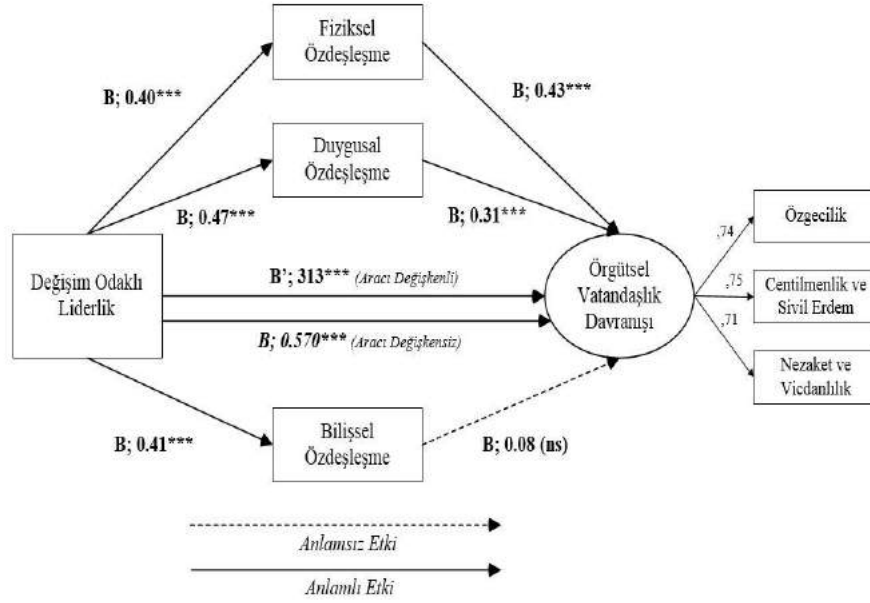 Fiziksel
Özdeşleşme
B; 0.40***
B; 0.43***
Duygusal
Özdeşleşme
B; 0.47***
B; 0.31***
Değişim Odaklı
Liderlik
B'; 313*** (Aracı Değişkenli)
B; 0.570*** (Aracı Değişkensiz)
Örgütsel
Vatandaşlık
Davranışı
,74
,75
,71
Özgecilik
Centilmenlik ve
Sivil Erdem
Nezaket ve
Vicdanlılık
B; 0.41***
Bilişsel
Özdeşleşme
B; 0.08 (ns)
Anlamsız Etki
Anlamlı Etki